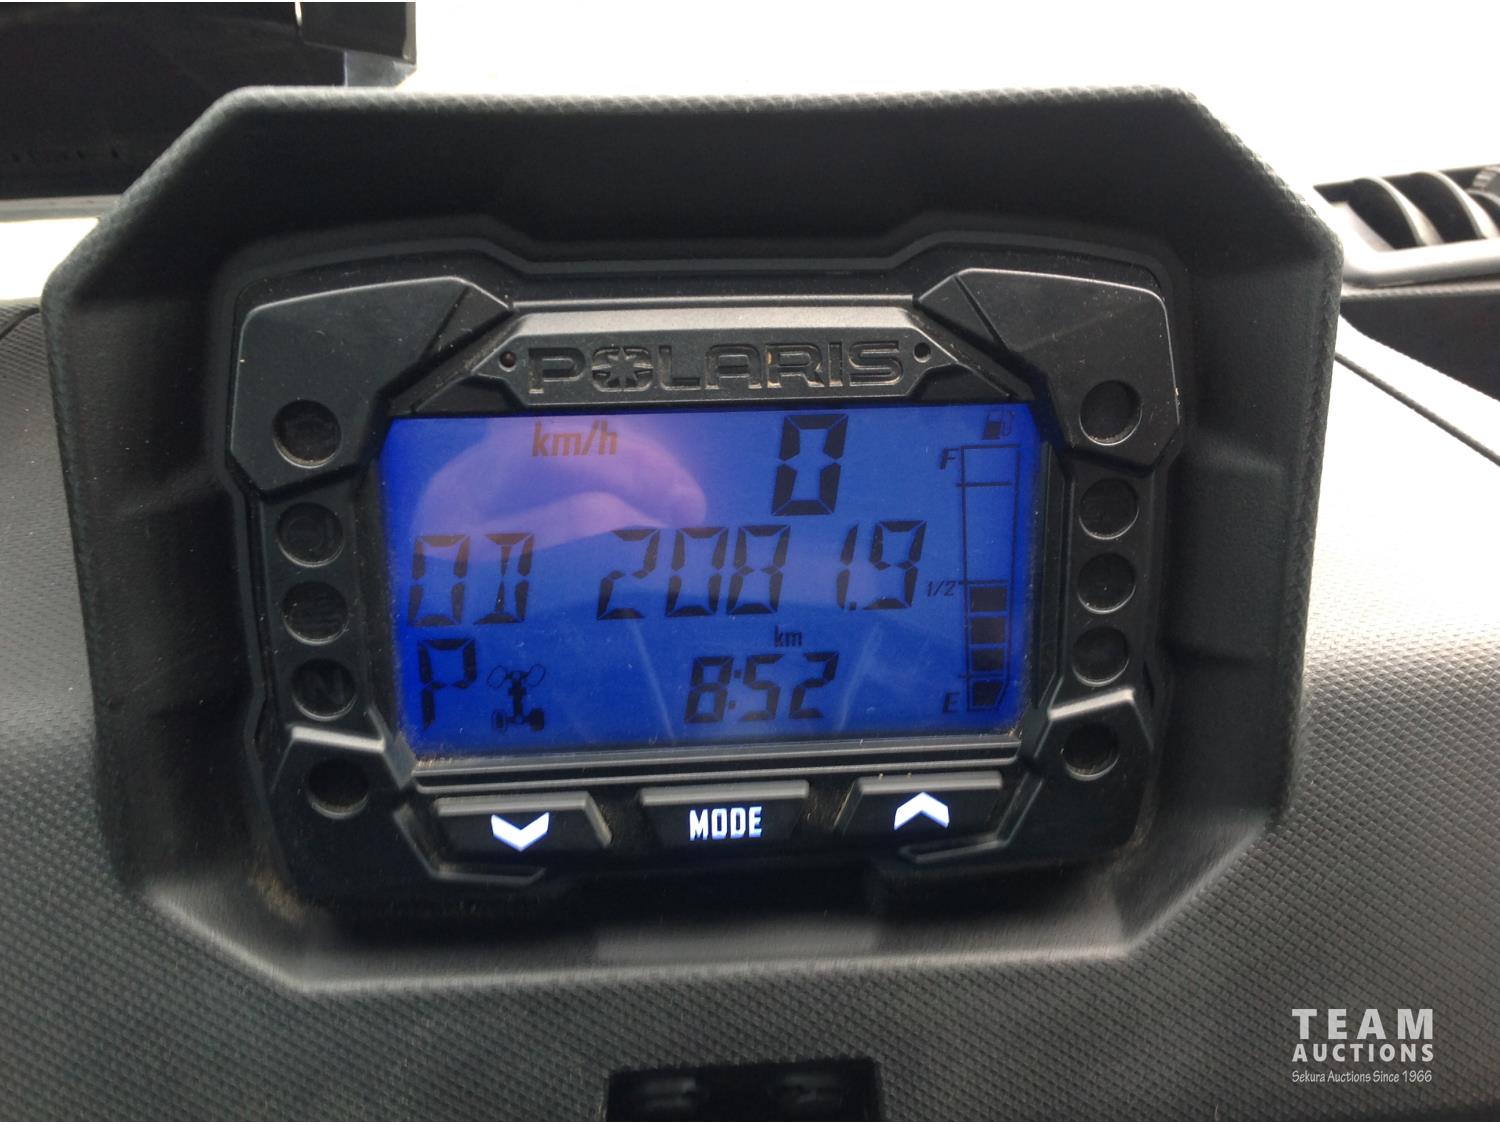 POLARIS
km/h 0
F
OD 2081.9
1/2
km
P 8:52
E
N
MODE
TEAM
AUCTIONS
Sekura Auctions Since 1966